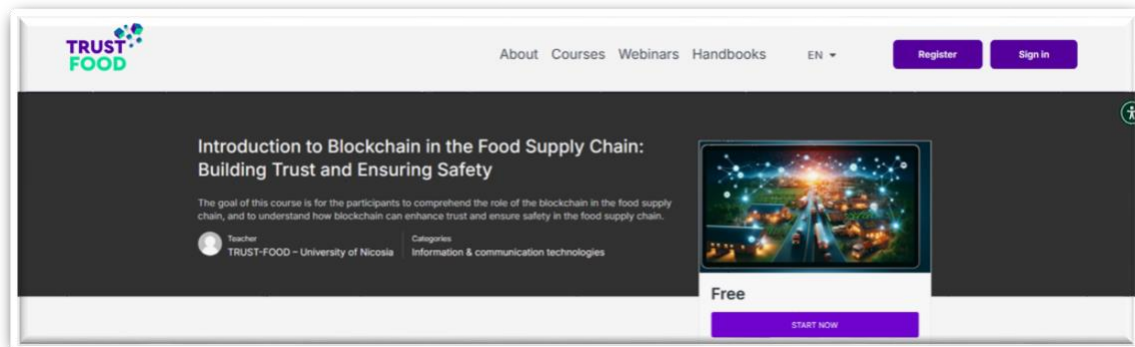 TRUST
FOOD
About Courses Webinars Handbooks EN Register Sign in
Introduction to Blockchain in the Food Supply Chain:
Building Trust and Ensuring Safety
The goal of this course is for the participants to comprehend the role of the blockchain in the food supply
chain, and to understand how blockchain can enhance trust and ensure safety in the food supply chain.
Teacher
TRUST-FOOD – University of Nicosia
Categories
Information & communication technologies
Free
START NOW